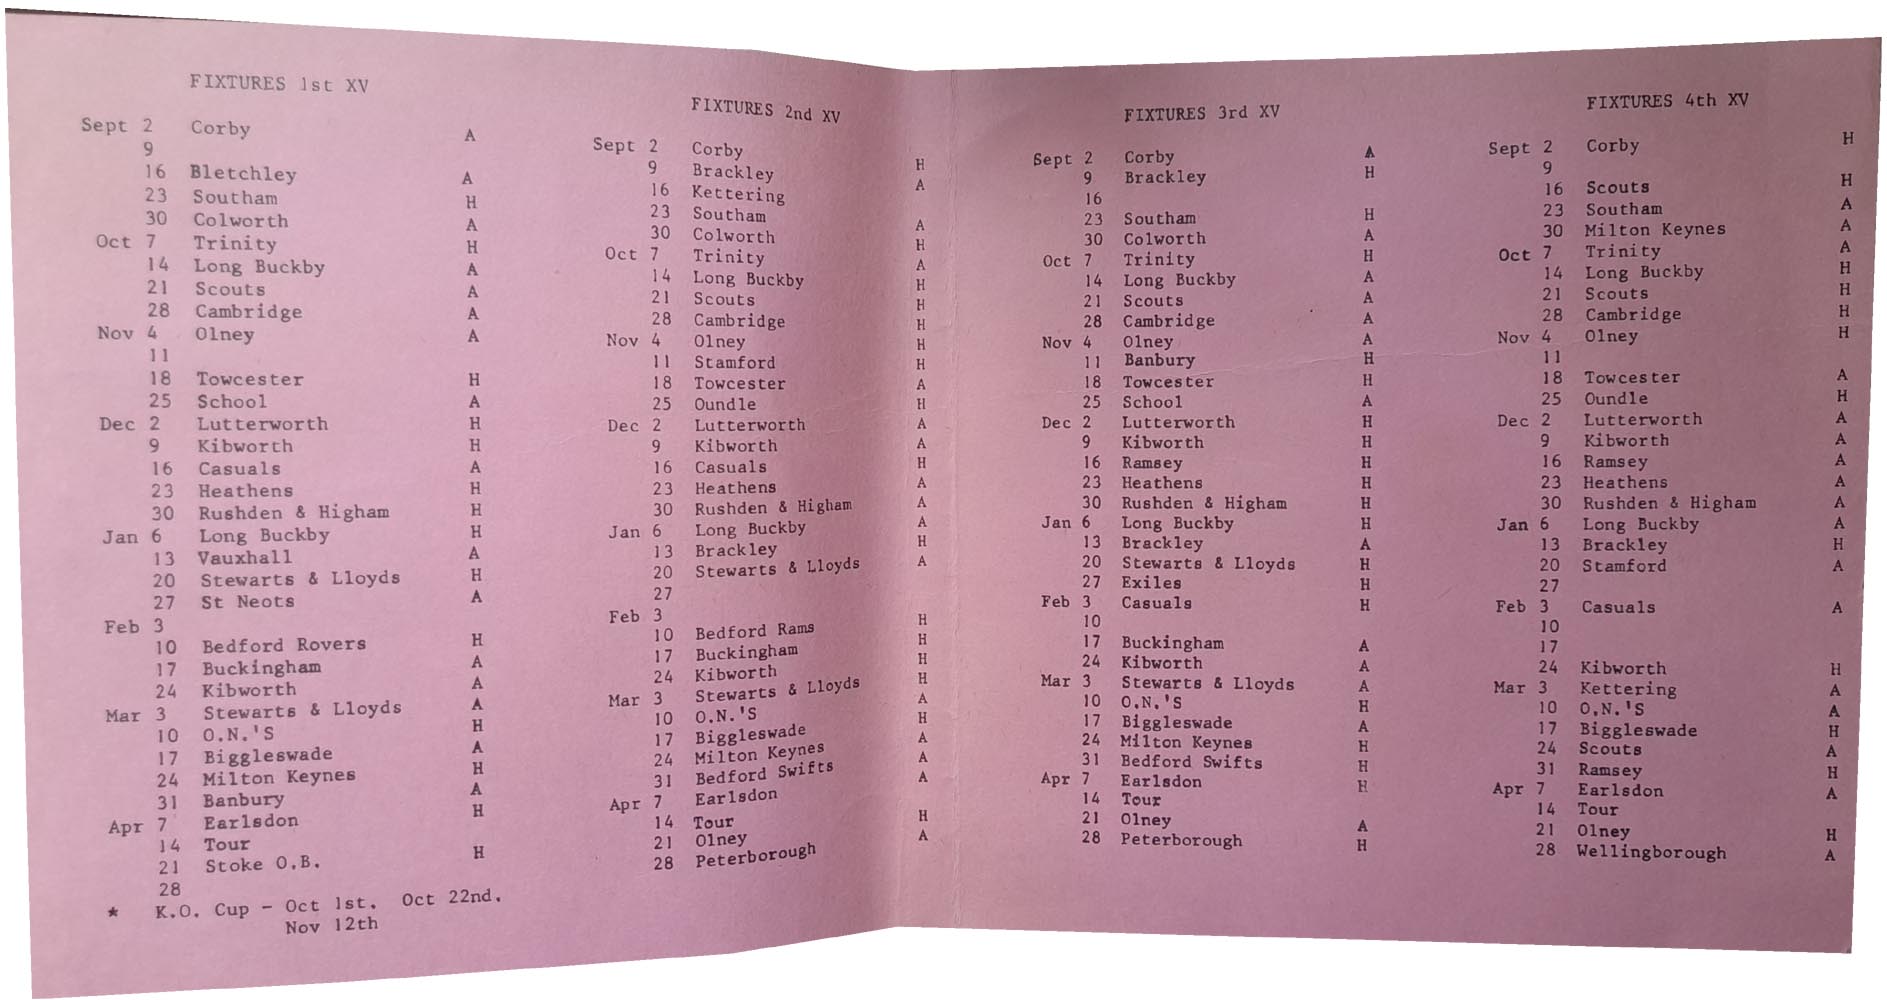 FIXTURES 1st XV
Sept 2 Corby A
9
16 Bletchley A
23 Southam H
30 Colworth A
Oct 7 Trinity H
14 Long Buckby A
21 Scouts A
28 Cambridge A
Nov 4 Olney A
11
18 Towcester H
25 School A
Dec 2 Lutterworth H
9 Kibworth H
16 Casuals A
23 Heathens H
30 Rushden & Higham H
Jan 6 Long Buckby H
13 Vauxhall A
20 Stewarts & Lloyds H
27 St Neots A
Feb 3
10 Bedford Rovers H
17 Buckingham A
24 Kibworth A
Mar 3 Stewarts & Lloyds A
10 O.N.'S H
17 Biggleswade A
24 Milton Keynes H
31 Banbury A
Apr 7 Earlsdon H
14 Tour
21 Stoke O.B. H
28
* K.O. Cup - Oct 1st. Oct 22nd.
Nov 12th
FIXTURES 2nd XV
Sept 2 Corby H
9 Brackley A
16 Kettering
23 Southam A
30 Colworth H
Oct 7 Trinity A
14 Long Buckby H
21 Scouts H
28 Cambridge H
Nov 4 Olney H
11 Stamford H
18 Towcester A
25 Oundle H
Dec 2 Lutterworth A
9 Kibworth A
16 Casuals H
23 Heathens A
30 Rushden & Higham A
Jan 6 Long Buckby A
13 Brackley H
20 Stewarts & Lloyds A
27
Feb 3
10 Bedford Rams H
17 Buckingham H
24 Kibworth H
Mar 3 Stewarts & Lloyds H
10 O.N.'S A
17 Biggleswade H
24 Milton Keynes A
31 Bedford Swifts A
Apr 7 Earlsdon A
14 Tour
21 Olney H
28 Peterborough A
FIXTURES 3rd XV
Sept 2 Corby A
9 Brackley H
16
23 Southam H
30 Colworth A
Oct 7 Trinity H
14 Long Buckby A
21 Scouts A
28 Cambridge A
Nov 4 Olney A
11 Banbury H
18 Towcester H
25 School A
Dec 2 Lutterworth H
9 Kibworth H
16 Ramsey H
23 Heathens H
30 Rushden & Higham H
Jan 6 Long Buckby H
13 Brackley A
20 Stewarts & Lloyds H
27 Exiles H
Feb 3 Casuals H
10
17 Buckingham A
24 Kibworth A
Mar 3 Stewarts & Lloyds A
10 O.N.'S H
17 Biggleswade A
24 Milton Keynes H
31 Bedford Swifts H
Apr 7 Earlsdon H
14 Tour
21 Olney A
28 Peterborough H
FIXTURES 4th XV
Sept 2 Corby H
9
16 Scouts H
23 Southam A
30 Milton Keynes A
Oct 7 Trinity A
14 Long Buckby H
21 Scouts H
28 Cambridge H
Nov 4 Olney H
11
18 Towcester A
25 Oundle H
Dec 2 Lutterworth A
9 Kibworth A
16 Ramsey A
23 Heathens A
30 Rushden & Higham A
Jan 6 Long Buckby A
13 Brackley H
20 Stamford A
27
Feb 3 Casuals A
10
17
24 Kibworth H
Mar 3 Kettering A
10 O.N.'S A
17 Biggleswade H
24 Scouts A
31 Ramsey H
Apr 7 Earlsdon A
14 Tour
21 Olney H
28 Wellingborough A